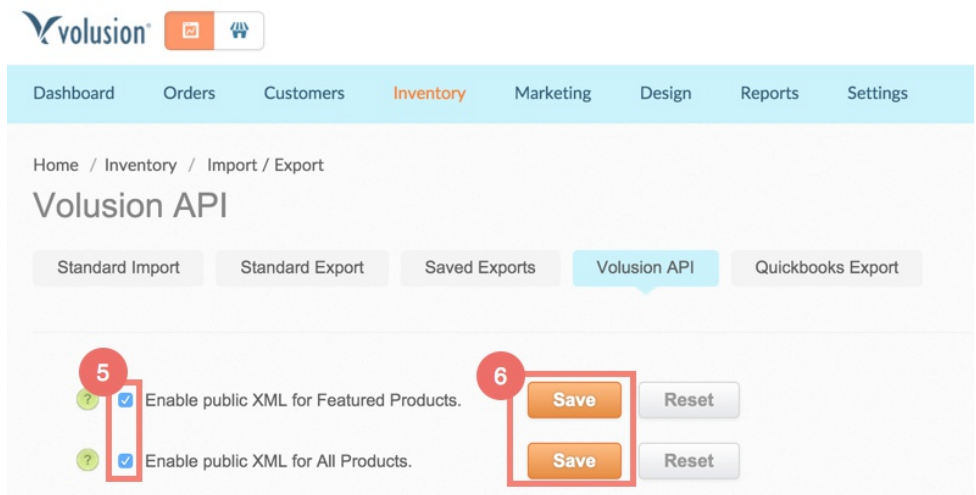 volusion
Dashboard Orders Customers Inventory Marketing Design Reports Settings
Home / Inventory / Import / Export
Volusion API
Standard Import Standard Export Saved Exports Volusion API Quickbooks Export
5 6
? Enable public XML for Featured Products. Save Reset
? Enable public XML for All Products. Save Reset